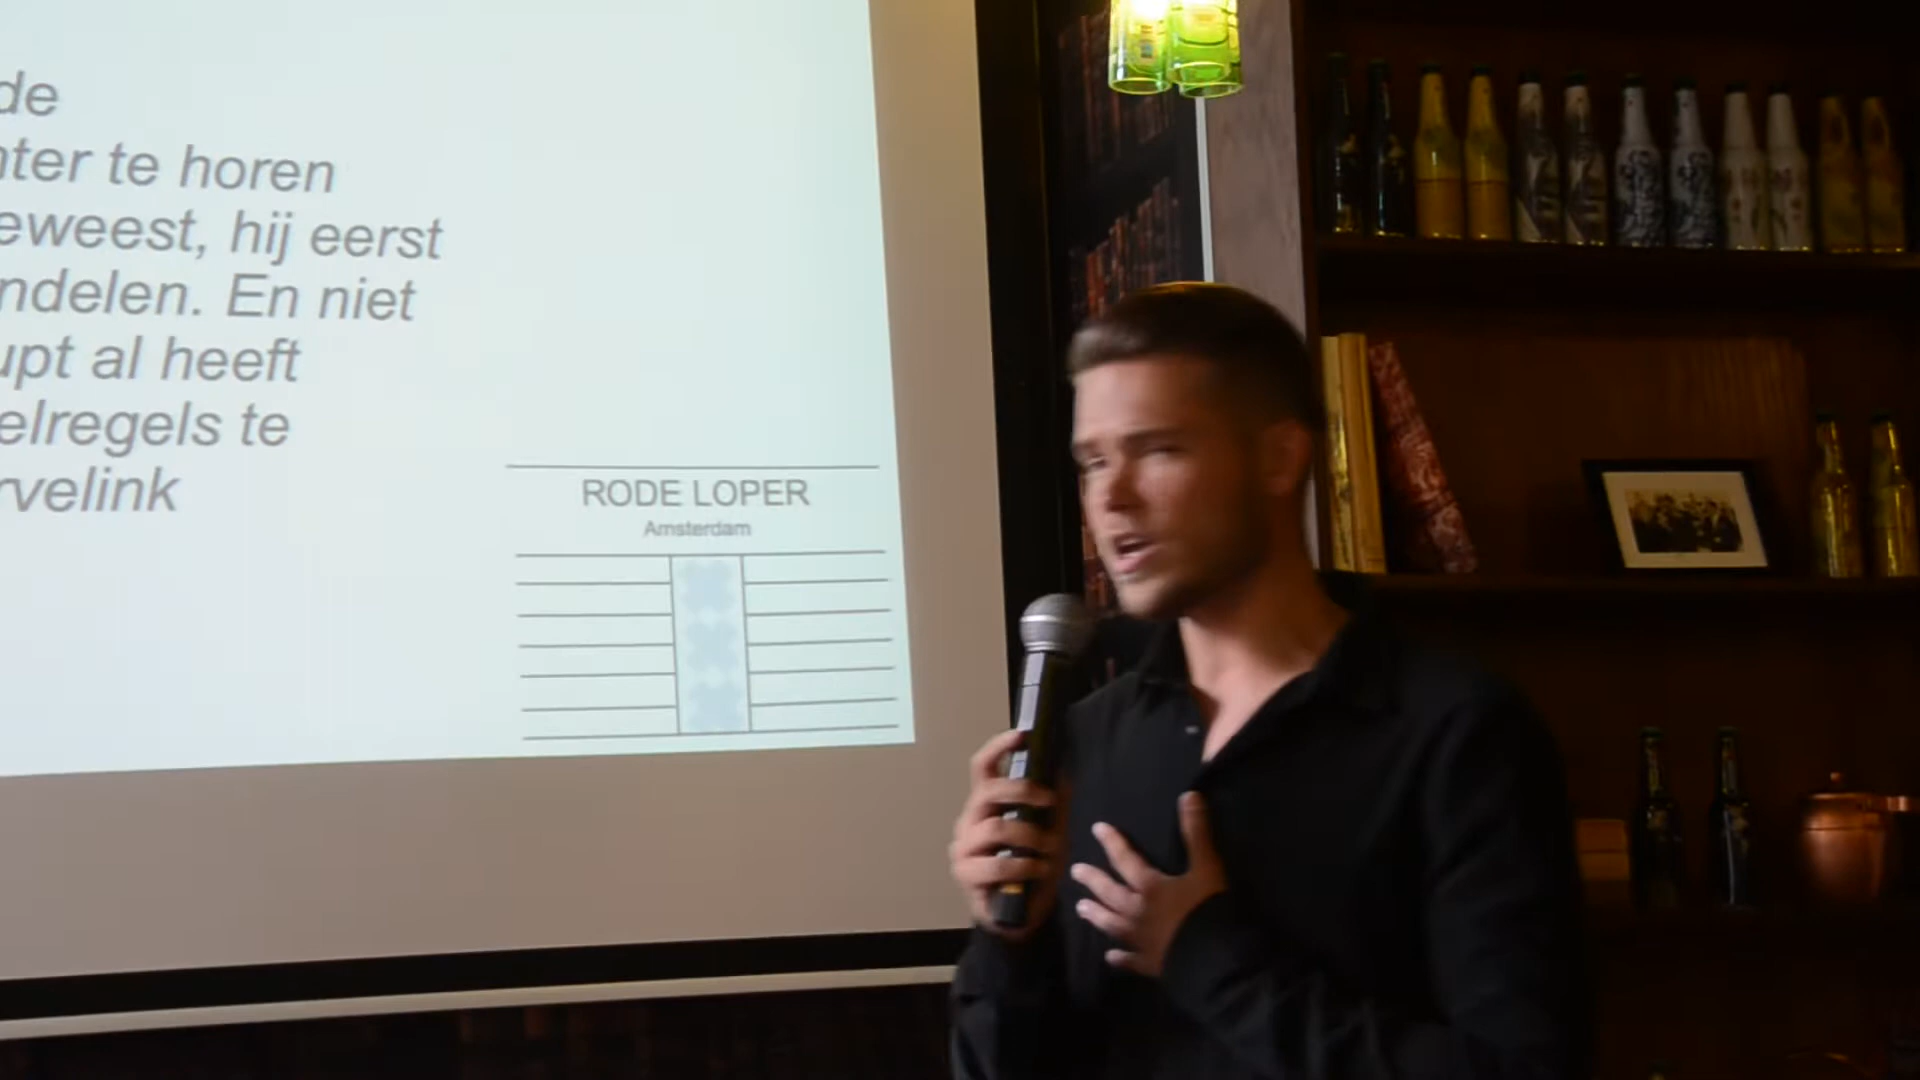 de
nter te horen
eweest, hij eerst
ndelen. En niet
upt al heeft
elregels te
rvelink
RODE LOPER
Amsterdam